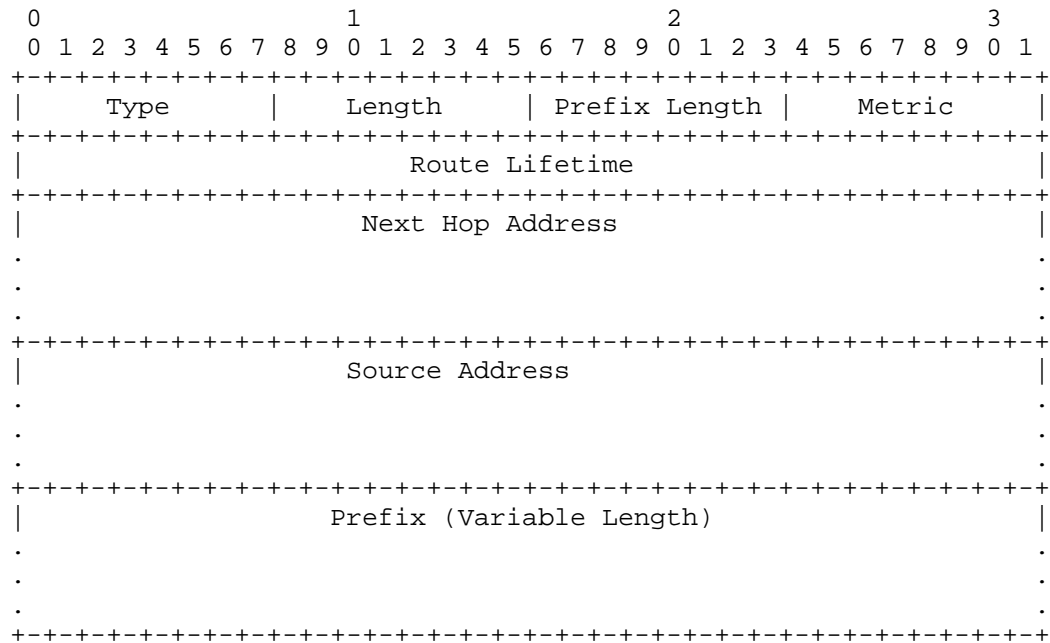 0                   1                   2                   3
 0 1 2 3 4 5 6 7 8 9 0 1 2 3 4 5 6 7 8 9 0 1 2 3 4 5 6 7 8 9 0 1
+-+-+-+-+-+-+-+-+-+-+-+-+-+-+-+-+-+-+-+-+-+-+-+-+-+-+-+-+-+-+-+-+
|     Type      |    Length     | Prefix Length |    Metric     |
+-+-+-+-+-+-+-+-+-+-+-+-+-+-+-+-+-+-+-+-+-+-+-+-+-+-+-+-+-+-+-+-+
|                        Route Lifetime                         |
+-+-+-+-+-+-+-+-+-+-+-+-+-+-+-+-+-+-+-+-+-+-+-+-+-+-+-+-+-+-+-+-+
|                     Next Hop Address                          |
.                                                               .
.                                                               .
.                                                               .
+-+-+-+-+-+-+-+-+-+-+-+-+-+-+-+-+-+-+-+-+-+-+-+-+-+-+-+-+-+-+-+-+
|                    Source Address                             |
.                                                               .
.                                                               .
.                                                               .
+-+-+-+-+-+-+-+-+-+-+-+-+-+-+-+-+-+-+-+-+-+-+-+-+-+-+-+-+-+-+-+-+
|                   Prefix (Variable Length)                    |
.                                                               .
.                                                               .
.                                                               .
+-+-+-+-+-+-+-+-+-+-+-+-+-+-+-+-+-+-+-+-+-+-+-+-+-+-+-+-+-+-+-+-+